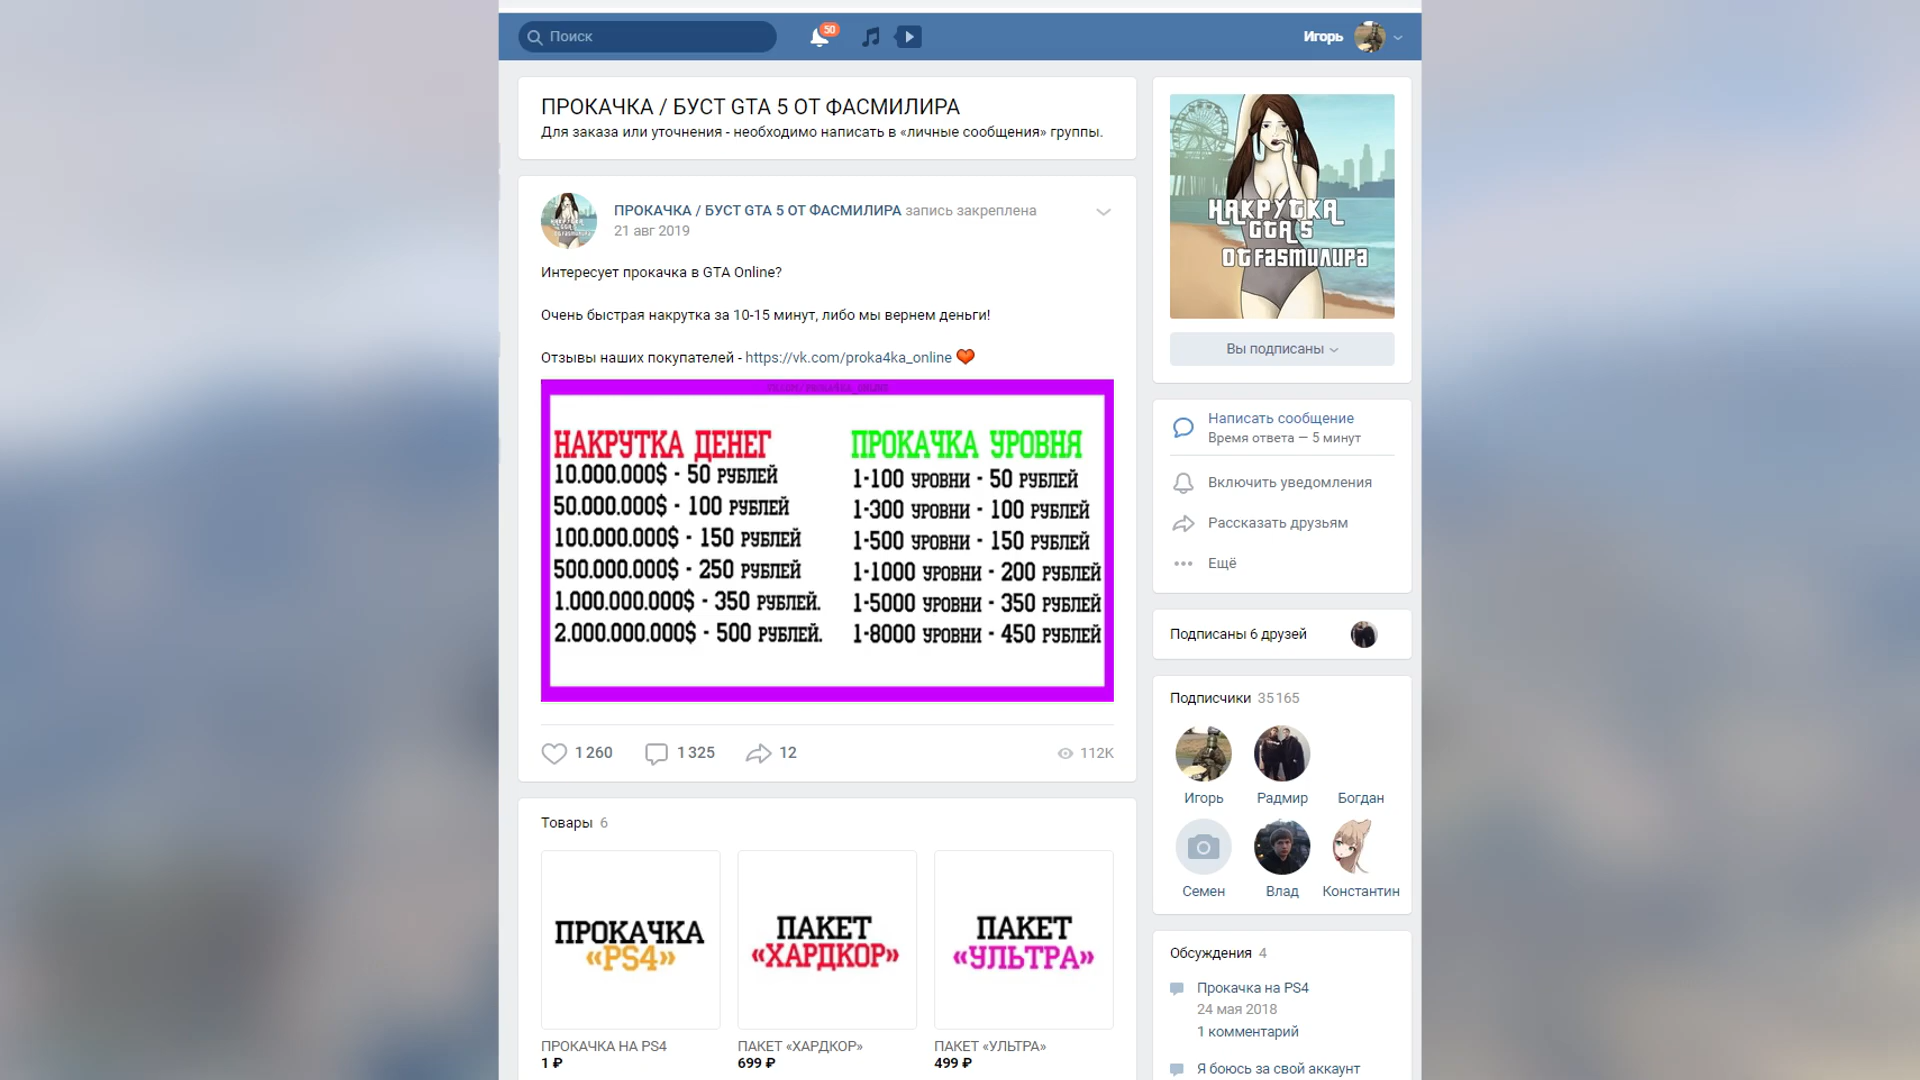 Поиск
50
Игорь
ПРОКАЧКА / БУСТ GTA 5 ОТ ФАСМИЛИРА
Для заказа или уточнения - необходимо написать в «личные сообщения» группы.
ПРОКАЧКА / БУСТ GTA 5 ОТ ФАСМИЛИРА запись закреплена
21 авг 2019
Интересует прокачка в GTA Online?
Очень быстрая накрутка за 10-15 минут, либо мы вернем деньги!
Отзывы наших покупателей - https://vk.com/proka4ka_online
VK.COM/PROKA4KA_ONLINE
НАКРУТКА ДЕНЕГ
10.000.000$ - 50 РУБЛЕЙ
50.000.000$ - 100 РУБЛЕЙ
100.000.000$ - 150 РУБЛЕЙ
500.000.000$ - 250 РУБЛЕЙ
1.000.000.000$ - 350 РУБЛЕЙ.
2.000.000.000$ - 500 РУБЛЕЙ.
ПРОКАЧКА УРОВНЯ
1-100 УРОВНИ - 50 РУБЛЕЙ
1-300 УРОВНИ - 100 РУБЛЕЙ
1-500 УРОВНИ - 150 РУБЛЕЙ
1-1000 УРОВНИ - 200 РУБЛЕЙ
1-5000 УРОВНИ - 350 РУБЛЕЙ
1-8000 УРОВНИ - 450 РУБЛЕЙ
1 260
1 325
12
112K
Товары 6
ПРОКАЧКА
«PS4»
ПАКЕТ
«ХАРДКОР»
ПАКЕТ
«УЛЬТРА»
ПРОКАЧКА НА PS4
1 ₽
ПАКЕТ «ХАРДКОР»
699 ₽
ПАКЕТ «УЛЬТРА»
499 ₽
НАКРУТКА
GTA 5
ОТ FASМИЛИРА
Вы подписаны
Написать сообщение
Время ответа — 5 минут
Включить уведомления
Рассказать друзьям
Ещё
Подписаны 6 друзей
Подписчики 35 165
Игорь
Радмир
Богдан
Семен
Влад
Константин
Обсуждения 4
Прокачка на PS4
24 мая 2018
1 комментарий
Я боюсь за свой аккаунт